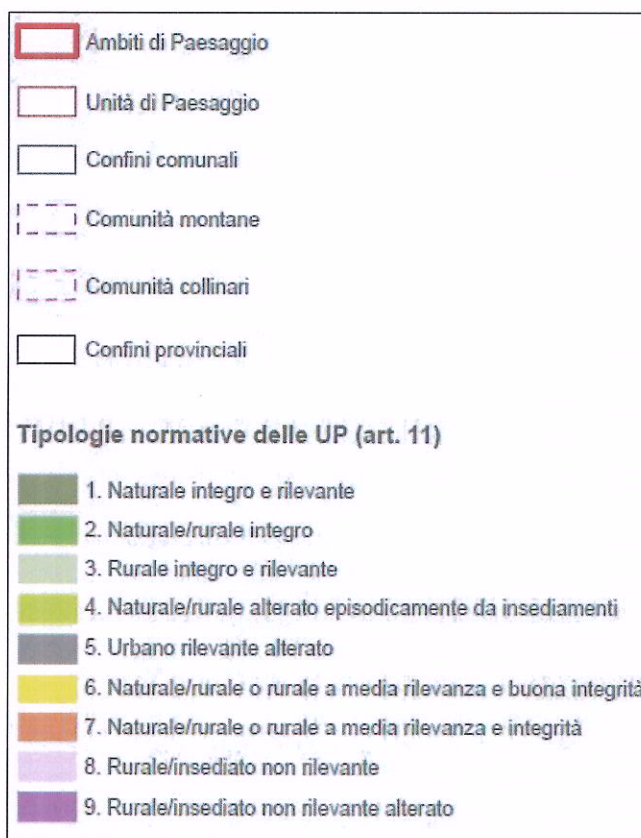 Ambiti di Paesaggio
Unità di Paesaggio
Confini comunali
Comunità montane
Comunità collinari
Confini provinciali
Tipologie normative delle UP (art. 11)
1. Naturale integro e rilevante
2. Naturale/rurale integro
3. Rurale integro e rilevante
4. Naturale/rurale alterato episodicamente da insediamenti
5. Urbano rilevante alterato
6. Naturale/rurale o rurale a media rilevanza e buona integrità
7. Naturale/rurale o rurale a media rilevanza e integrità
8. Rurale/insediato non rilevante
9. Rurale/insediato non rilevante alterato